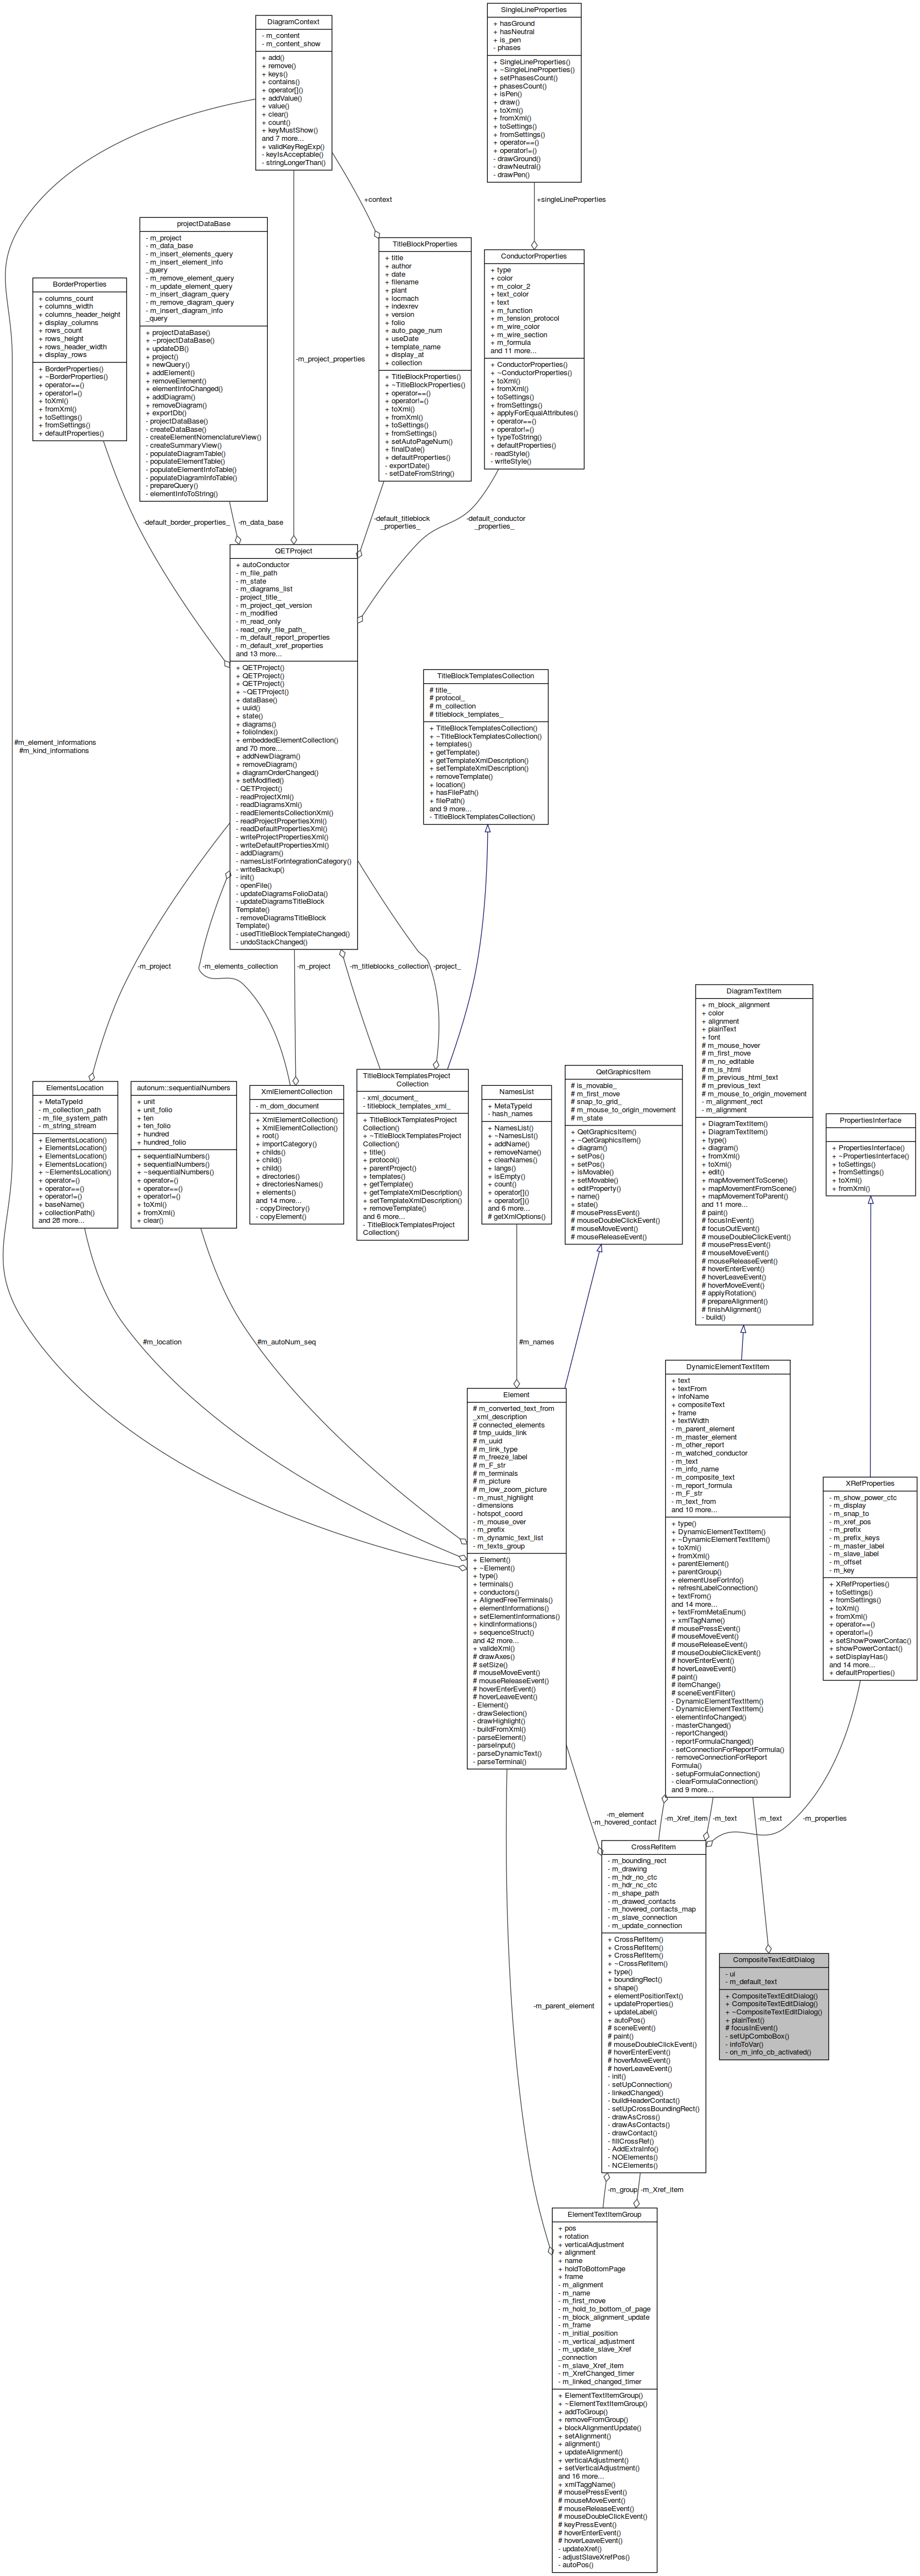 SingleLineProperties
+ hasGround
+ hasNeutral
+ is_pen
- phases
+ SingleLineProperties()
+ ~SingleLineProperties()
+ setPhasesCount()
+ phasesCount()
+ isPen()
+ draw()
+ toXml()
+ fromXml()
+ toSettings()
+ fromSettings()
+ operator==()
+ operator!=()
- drawGround()
- drawNeutral()
- drawPen()
DiagramContext
- m_content
- m_content_show
+ add()
+ remove()
+ keys()
+ contains()
+ operator[]()
+ addValue()
+ value()
+ clear()
+ count()
+ keyMustShow()
and 7 more...
+ validKeyRegExp()
- keyIsAcceptable()
- stringLongerThan()
+context
+singleLineProperties
projectDataBase
- m_project
- m_data_base
- m_insert_elements_query
- m_insert_element_info
_query
- m_remove_element_query
- m_update_element_query
- m_insert_diagram_query
- m_remove_diagram_query
- m_insert_diagram_info
_query
+ projectDataBase()
+ ~projectDataBase()
+ updateDB()
+ project()
+ newQuery()
+ addElement()
+ removeElement()
+ elementInfoChanged()
+ addDiagram()
+ removeDiagram()
+ exportDb()
- projectDataBase()
- createDataBase()
- createElementNomenclatureView()
- createSummaryView()
- populateDiagramTable()
- populateElementTable()
- populateElementInfoTable()
- populateDiagramInfoTable()
- prepareQuery()
- elementInfoToString()
BorderProperties
+ columns_count
+ columns_width
+ columns_header_height
+ display_columns
+ rows_count
+ rows_height
+ rows_header_width
+ display_rows
+ BorderProperties()
+ ~BorderProperties()
+ operator==()
+ operator!=()
+ toXml()
+ fromXml()
+ toSettings()
+ fromSettings()
+ defaultProperties()
TitleBlockProperties
+ title
+ author
+ date
+ filename
+ plant
+ locmach
+ indexrev
+ version
+ folio
+ auto_page_num
+ useDate
+ template_name
+ display_at
+ collection
+ TitleBlockProperties()
+ ~TitleBlockProperties()
+ operator==()
+ operator!=()
+ toXml()
+ fromXml()
+ toSettings()
+ fromSettings()
+ setAutoPageNum()
+ finalDate()
+ defaultProperties()
- exportDate()
- setDateFromString()
ConductorProperties
+ type
+ color
+ m_color_2
+ text_color
+ text
+ m_function
+ m_tension_protocol
+ m_wire_color
+ m_wire_section
+ m_formula
and 11 more...
+ ConductorProperties()
+ ~ConductorProperties()
+ toXml()
+ fromXml()
+ toSettings()
+ fromSettings()
+ applyForEqualAttributes()
+ operator==()
+ operator!=()
+ typeToString()
+ defaultProperties()
- readStyle()
- writeStyle()
-m_project_properties
-default_border_properties_
-m_data_base
-default_titleblock
_properties_
-default_conductor
_properties_
QETProject
+ autoConductor
- m_file_path
- m_state
- m_diagrams_list
- project_title_
- m_project_qet_version
- m_modified
- m_read_only
- read_only_file_path_
- m_default_report_properties
- m_default_xref_properties
and 13 more...
+ QETProject()
+ QETProject()
+ QETProject()
+ ~QETProject()
+ dataBase()
+ uuid()
+ state()
+ diagrams()
+ folioIndex()
+ embeddedElementCollection()
and 70 more...
+ addNewDiagram()
+ removeDiagram()
+ diagramOrderChanged()
+ setModified()
- QETProject()
- readProjectXml()
- readDiagramsXml()
- readElementsCollectionXml()
- readProjectPropertiesXml()
- readDefaultPropertiesXml()
- writeProjectPropertiesXml()
- writeDefaultPropertiesXml()
- addDiagram()
- namesListForIntegrationCategory()
- writeBackup()
- init()
- openFile()
- updateDiagramsFolioData()
- updateDiagramsTitleBlock
Template()
- removeDiagramsTitleBlock
Template()
- usedTitleBlockTemplateChanged()
- undoStackChanged()
#m_element_informations
#m_kind_informations
TitleBlockTemplatesCollection
# title_
# protocol_
# m_collection
# titleblock_templates_
+ TitleBlockTemplatesCollection()
+ ~TitleBlockTemplatesCollection()
+ templates()
+ getTemplate()
+ getTemplateXmlDescription()
+ setTemplateXmlDescription()
+ removeTemplate()
+ location()
+ hasFilePath()
+ filePath()
and 9 more...
- TitleBlockTemplatesCollection()
-m_project
-m_elements_collection
-m_project
-m_titleblocks_collection
-project_
ElementsLocation
+ MetaTypeId
- m_collection_path
- m_file_system_path
- m_string_stream
+ ElementsLocation()
+ ElementsLocation()
+ ElementsLocation()
+ ElementsLocation()
+ ~ElementsLocation()
+ operator=()
+ operator==()
+ operator!=()
+ baseName()
+ collectionPath()
and 28 more...
autonum::sequentialNumbers
+ unit
+ unit_folio
+ ten
+ ten_folio
+ hundred
+ hundred_folio
+ sequentialNumbers()
+ sequentialNumbers()
+ ~sequentialNumbers()
+ operator=()
+ operator==()
+ operator!=()
+ toXml()
+ fromXml()
+ clear()
XmlElementCollection
- m_dom_document
+ XmlElementCollection()
+ XmlElementCollection()
+ root()
+ importCategory()
+ childs()
+ child()
+ child()
+ directories()
+ directoriesNames()
+ elements()
and 14 more...
- copyDirectory()
- copyElement()
TitleBlockTemplatesProject
Collection
- xml_document_
- titleblock_templates_xml_
+ TitleBlockTemplatesProject
Collection()
+ ~TitleBlockTemplatesProject
Collection()
+ title()
+ protocol()
+ parentProject()
+ templates()
+ getTemplate()
+ getTemplateXmlDescription()
+ setTemplateXmlDescription()
+ removeTemplate()
and 6 more...
- TitleBlockTemplatesProject
Collection()
NamesList
+ MetaTypeId
- hash_names
+ NamesList()
+ ~NamesList()
+ addName()
+ removeName()
+ clearNames()
+ langs()
+ isEmpty()
+ count()
+ operator[]()
+ operator[]()
and 6 more...
# getXmlOptions()
QetGraphicsItem
# is_movable_
# m_first_move
# snap_to_grid_
# m_mouse_to_origin_movement
# m_state
+ QetGraphicsItem()
+ ~QetGraphicsItem()
+ diagram()
+ setPos()
+ setPos()
+ isMovable()
+ setMovable()
+ editProperty()
+ name()
+ state()
# mousePressEvent()
# mouseDoubleClickEvent()
# mouseMoveEvent()
# mouseReleaseEvent()
DiagramTextItem
+ m_block_alignment
+ color
+ alignment
+ plainText
+ font
# m_mouse_hover
# m_first_move
# m_no_editable
# m_is_html
# m_previous_html_text
# m_previous_text
# m_mouse_to_origin_movement
- m_alignment_rect
- m_alignment
+ DiagramTextItem()
+ DiagramTextItem()
+ type()
+ diagram()
+ fromXml()
+ toXml()
+ edit()
+ mapMovementToScene()
+ mapMovementFromScene()
+ mapMovementToParent()
and 11 more...
# paint()
# focusInEvent()
# focusOutEvent()
# mouseDoubleClickEvent()
# mousePressEvent()
# mouseMoveEvent()
# mouseReleaseEvent()
# hoverEnterEvent()
# hoverLeaveEvent()
# hoverMoveEvent()
# applyRotation()
# prepareAlignment()
# finishAlignment()
- build()
PropertiesInterface
+ PropertiesInterface()
+ ~PropertiesInterface()
+ toSettings()
+ fromSettings()
+ toXml()
+ fromXml()
#m_location
#m_autoNum_seq
#m_names
Element
# m_converted_text_from
_xml_description
# connected_elements
# tmp_uuids_link
# m_uuid
# m_link_type
# m_freeze_label
# m_F_str
# m_terminals
# m_picture
# m_low_zoom_picture
- m_must_highlight
- dimensions
- hotspot_coord
- m_mouse_over
- m_prefix
- m_dynamic_text_list
- m_texts_group
+ Element()
+ ~Element()
+ type()
+ terminals()
+ conductors()
+ AlignedFreeTerminals()
+ elementInformations()
+ setElementInformations()
+ kindInformations()
+ sequenceStruct()
and 42 more...
+ valideXml()
# drawAxes()
# setSize()
# mouseMoveEvent()
# mouseReleaseEvent()
# hoverEnterEvent()
# hoverLeaveEvent()
- Element()
- drawSelection()
- drawHighlight()
- buildFromXml()
- parseElement()
- parseInput()
- parseDynamicText()
- parseTerminal()
DynamicElementTextItem
+ text
+ textFrom
+ infoName
+ compositeText
+ frame
+ textWidth
- m_parent_element
- m_master_element
- m_other_report
- m_watched_conductor
- m_text
- m_info_name
- m_composite_text
- m_report_formula
- m_F_str
- m_text_from
and 10 more...
+ type()
+ DynamicElementTextItem()
+ ~DynamicElementTextItem()
+ toXml()
+ fromXml()
+ parentElement()
+ parentGroup()
+ elementUseForInfo()
+ refreshLabelConnection()
+ textFrom()
and 14 more...
+ textFromMetaEnum()
+ xmlTagName()
# mousePressEvent()
# mouseMoveEvent()
# mouseReleaseEvent()
# mouseDoubleClickEvent()
# hoverEnterEvent()
# hoverLeaveEvent()
# paint()
# itemChange()
# sceneEventFilter()
- DynamicElementTextItem()
- DynamicElementTextItem()
- elementInfoChanged()
- masterChanged()
- reportChanged()
- reportFormulaChanged()
- setConnectionForReportFormula()
- removeConnectionForReport
Formula()
- setupFormulaConnection()
- clearFormulaConnection()
and 9 more...
XRefProperties
- m_show_power_ctc
- m_display
- m_snap_to
- m_xref_pos
- m_prefix
- m_prefix_keys
- m_master_label
- m_slave_label
- m_offset
- m_key
+ XRefProperties()
+ toSettings()
+ fromSettings()
+ toXml()
+ fromXml()
+ operator==()
+ operator!=()
+ setShowPowerContac()
+ showPowerContact()
+ setDisplayHas()
and 14 more...
+ defaultProperties()
-m_element
-m_hovered_contact
-m_Xref_item
-m_text
-m_text
-m_properties
CrossRefItem
- m_bounding_rect
- m_drawing
- m_hdr_no_ctc
- m_hdr_nc_ctc
- m_shape_path
- m_drawed_contacts
- m_hovered_contacts_map
- m_slave_connection
- m_update_connection
+ CrossRefItem()
+ CrossRefItem()
+ CrossRefItem()
+ ~CrossRefItem()
+ type()
+ boundingRect()
+ shape()
+ elementPositionText()
+ updateProperties()
+ updateLabel()
+ autoPos()
# sceneEvent()
# paint()
# mouseDoubleClickEvent()
# hoverEnterEvent()
# hoverMoveEvent()
# hoverLeaveEvent()
- init()
- setUpConnection()
- linkedChanged()
- buildHeaderContact()
- setUpCrossBoundingRect()
- drawAsCross()
- drawAsContacts()
- drawContact()
- fillCrossRef()
- AddExtraInfo()
- NOElements()
- NCElements()
CompositeTextEditDialog
- ui
- m_default_text
+ CompositeTextEditDialog()
+ CompositeTextEditDialog()
+ ~CompositeTextEditDialog()
+ plainText()
# focusInEvent()
- setUpComboBox()
- infoToVar()
- on_m_info_cb_activated()
-m_parent_element
-m_group
-m_Xref_item
ElementTextItemGroup
+ pos
+ rotation
+ verticalAdjustment
+ alignment
+ name
+ holdToBottomPage
+ frame
- m_alignment
- m_name
- m_first_move
- m_hold_to_bottom_of_page
- m_block_alignment_update
- m_frame
- m_initial_position
- m_vertical_adjustment
- m_update_slave_Xref
_connection
- m_slave_Xref_item
- m_XrefChanged_timer
- m_linked_changed_timer
+ ElementTextItemGroup()
+ ~ElementTextItemGroup()
+ addToGroup()
+ removeFromGroup()
+ blockAlignmentUpdate()
+ setAlignment()
+ alignment()
+ updateAlignment()
+ verticalAdjustment()
+ setVerticalAdjustment()
and 16 more...
+ xmlTaggName()
# mousePressEvent()
# mouseMoveEvent()
# mouseReleaseEvent()
# mouseDoubleClickEvent()
# keyPressEvent()
# hoverEnterEvent()
# hoverLeaveEvent()
- updateXref()
- adjustSlaveXrefPos()
- autoPos()